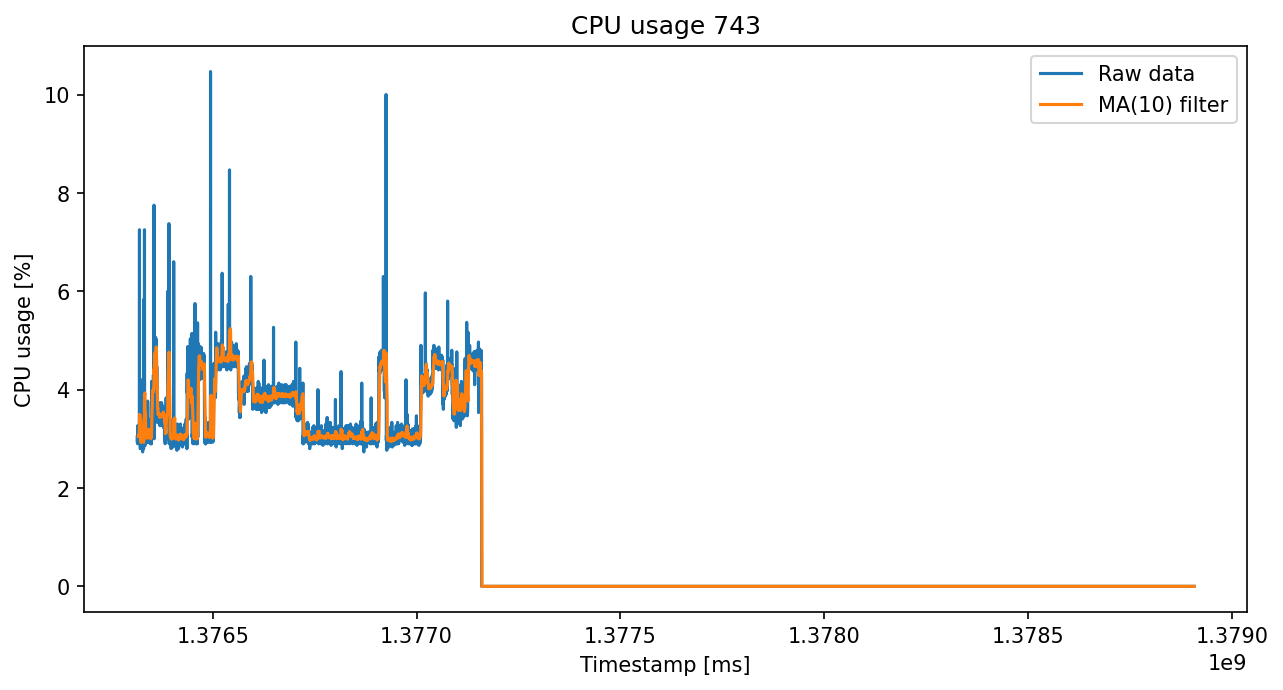 CPU usage 743
Raw data
MA(10) filter
CPU usage [%]
10
8
6
4
2
0
1.3765 1.3770 1.3775 1.3780 1.3785 1.3790
1e9
Timestamp [ms]